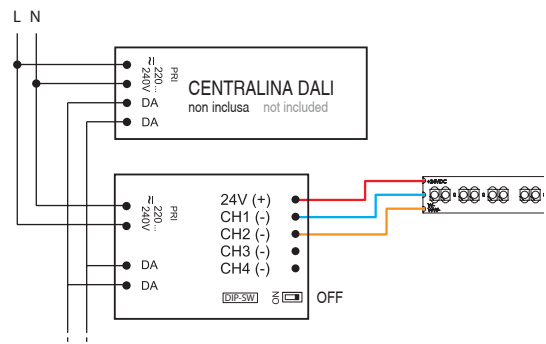 L N
≂ 220... 240V
PRI
DA
DA
CENTRALINA DALI
non inclusa not included
≂ 220... 240V
PRI
DA
DA
24V (+)
CH1 (-)
CH2 (-)
CH3 (-)
CH4 (-)
DIP-SW
ON
OFF
+24VDC